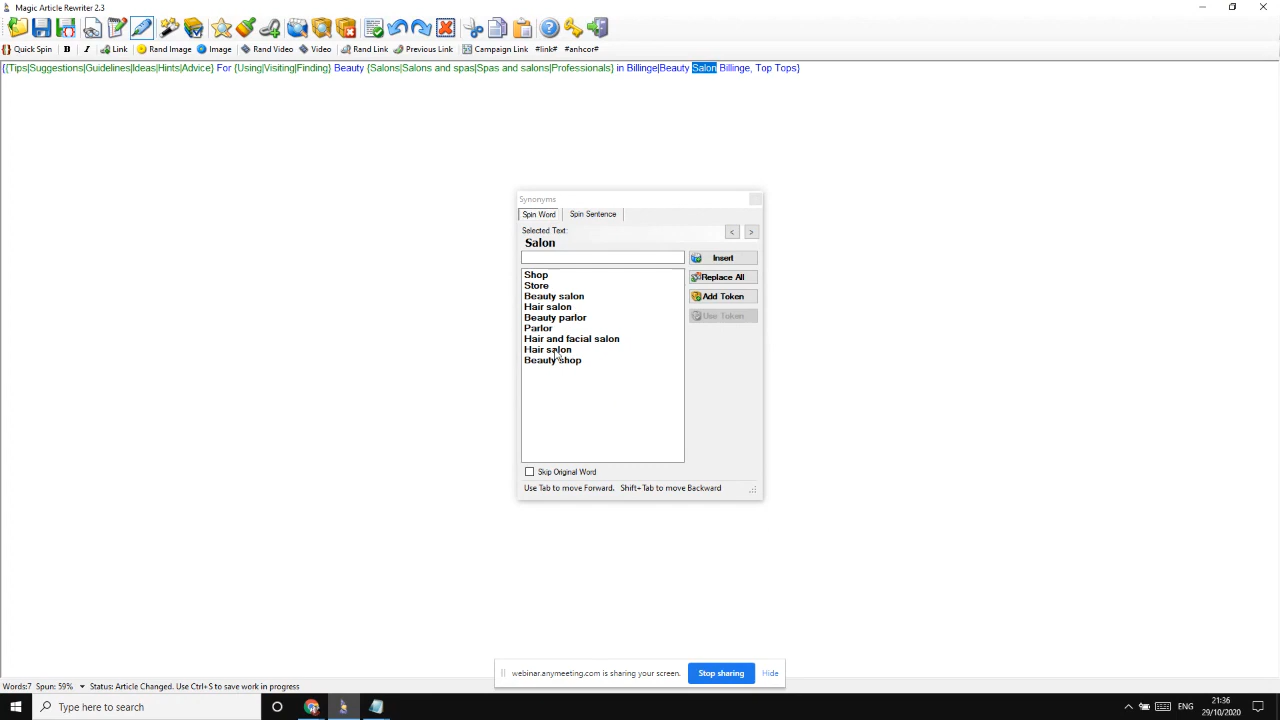 Magic Article Rewriter 2.3
Quick Spin B I Link Rand Image Image Rand Video Video Rand Link Previous Link Campaign Link #link# #anhcor#
{{Tips|Suggestions|Guidelines|Ideas|Hints|Advice} For {Using|Visiting|Finding} Beauty {Salons|Salons and spas|Spas and salons|Professionals} in Billinge|Beauty Salon Billinge, Top Tops}
Synonyms
Spin Word Spin Sentence
Selected Text: < >
Salon
Insert
Shop Replace All
Store
Beauty salon Add Token
Hair salon
Beauty parlor Use Token
Parlor
Hair and facial salon
Hair salon
Beauty shop
Skip Original Word
Use Tab to move Forward. Shift+Tab to move Backward
webinar.anymeeting.com is sharing your screen. Stop sharing Hide
Words:7 Spun: 59% Status: Article Changed. Use Ctrl+S to save work in progress
Type here to search ENG 21:36
29/10/2020